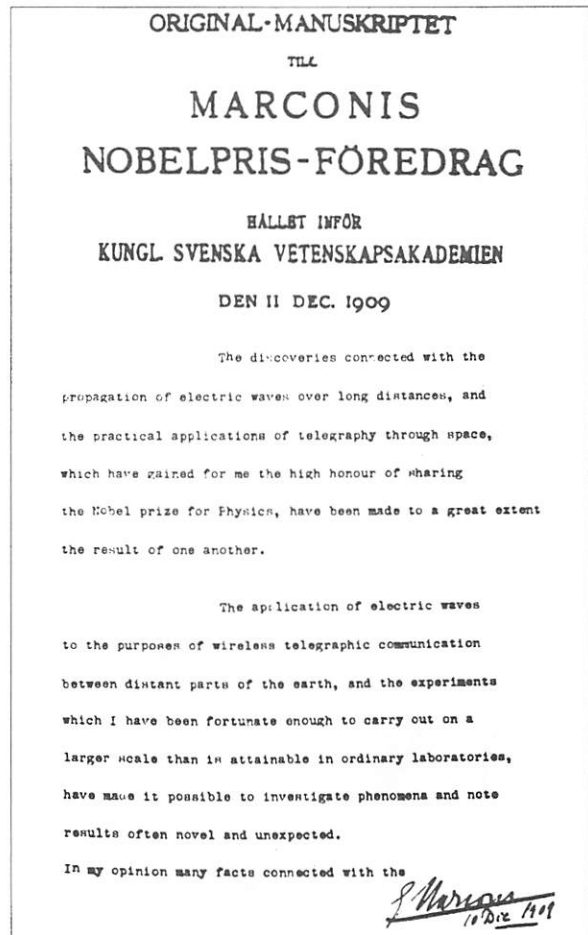 ORIGINAL-MANUSKRIPTET
TILL
MARCONIS
NOBELPRIS-FÖREDRAG
HÅLLET INFÖR
KUNGL. SVENSKA VETENSKAPSAKADEMIEN
DEN 11 DEC. 1909
The discoveries connected with the
propagation of electric waves over long distances, and
the practical applications of telegraphy through space,
which have gained for me the high honour of sharing
the Nobel prize for Physics, have been made to a great extent
the result of one another.
The application of electric waves
to the purposes of wireless telegraphic communication
between distant parts of the earth, and the experiments
which I have been fortunate enough to carry out on a
larger scale than is attainable in ordinary laboratories,
have made it possible to investigate phenomena and note
results often novel and unexpected.
In my opinion many facts connected with the
G Marconi
10 Dec 1909